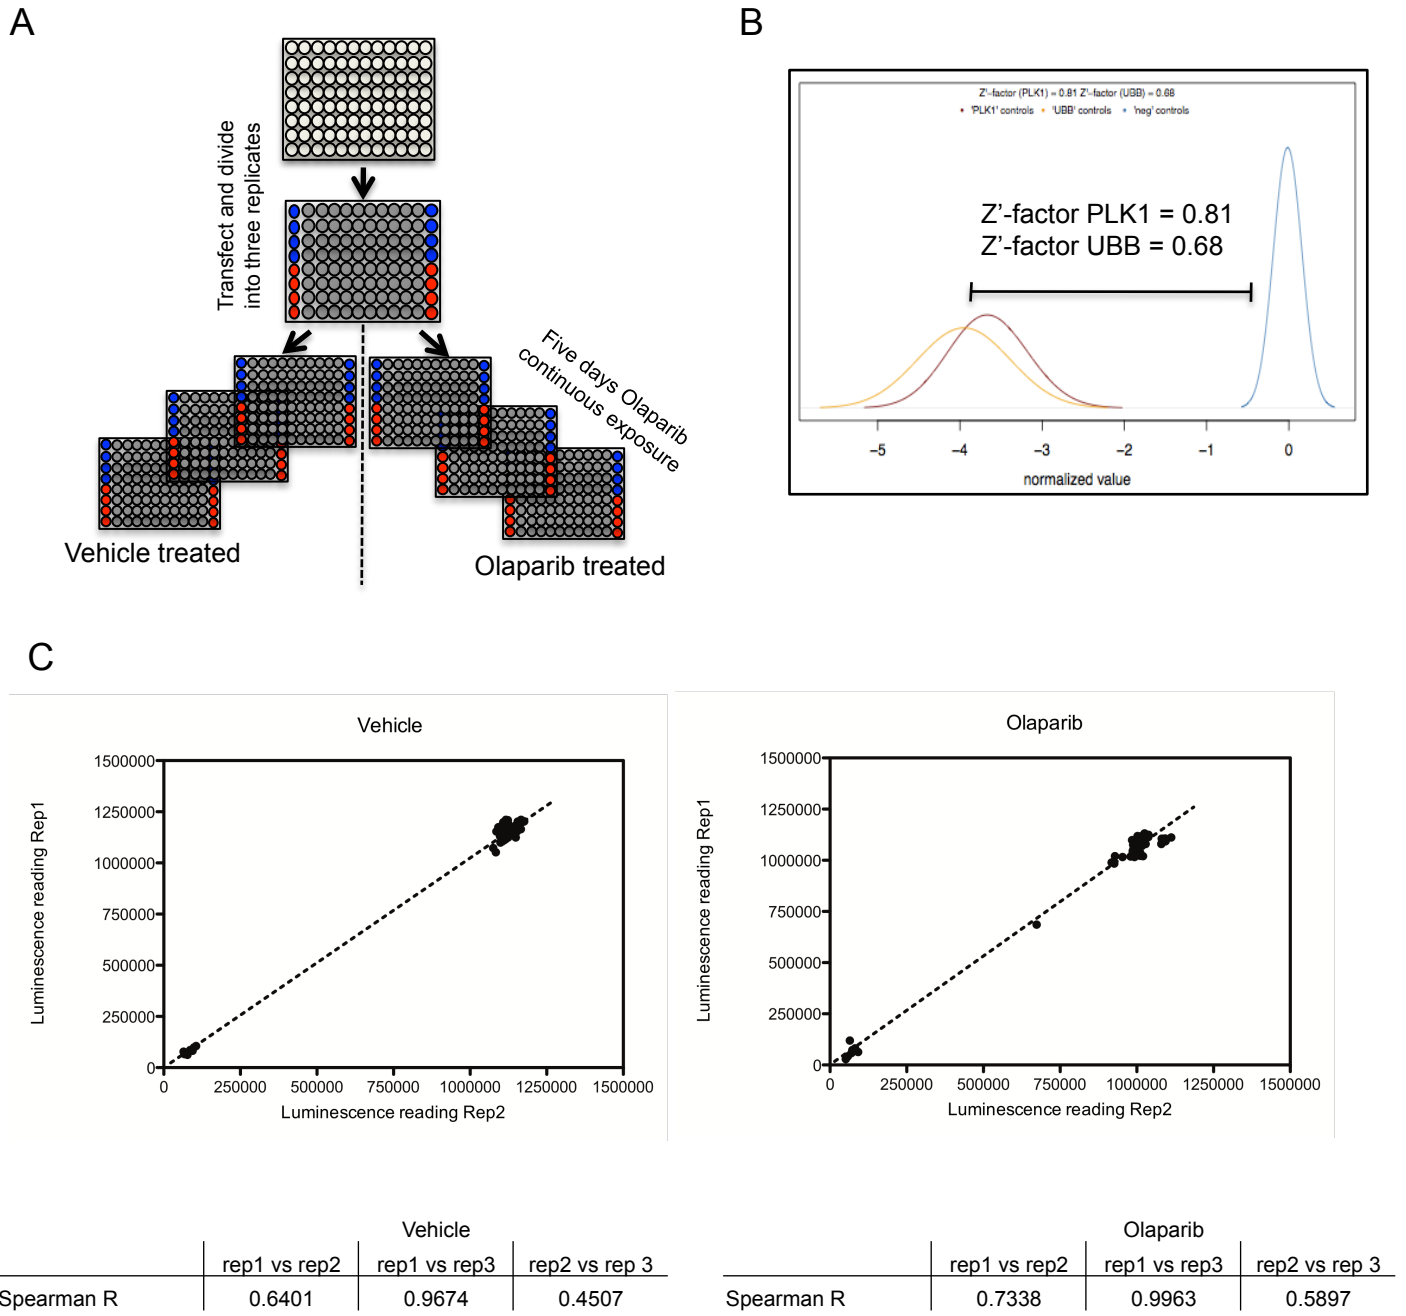 A
Transfect and divide
into three replicates
Five days Olaparib
continuous exposure
Vehicle treated
Olaparib treated
B
Z'-factor (PLK1) = 0.81 Z'-factor (UBB) = 0.68
'PLK1' controls 'UBB' controls 'neg' controls
Z'-factor PLK1 = 0.81
Z'-factor UBB = 0.68
−5 −4 −3 −2 −1 0
normalized value
C
Vehicle
1500000
1250000
1000000
750000
500000
250000
0
Luminescence reading Rep1
0 250000 500000 750000 1000000 1250000 1500000
Luminescence reading Rep2
Olaparib
1500000
1250000
1000000
750000
500000
250000
0
Luminescence reading Rep1
0 250000 500000 750000 1000000 1250000 1500000
Luminescence reading Rep2
Vehicle
rep1 vs rep2 rep1 vs rep3 rep2 vs rep 3
Spearman R 0.6401 0.9674 0.4507
Olaparib
rep1 vs rep2 rep1 vs rep3 rep2 vs rep 3
Spearman R 0.7338 0.9963 0.5897